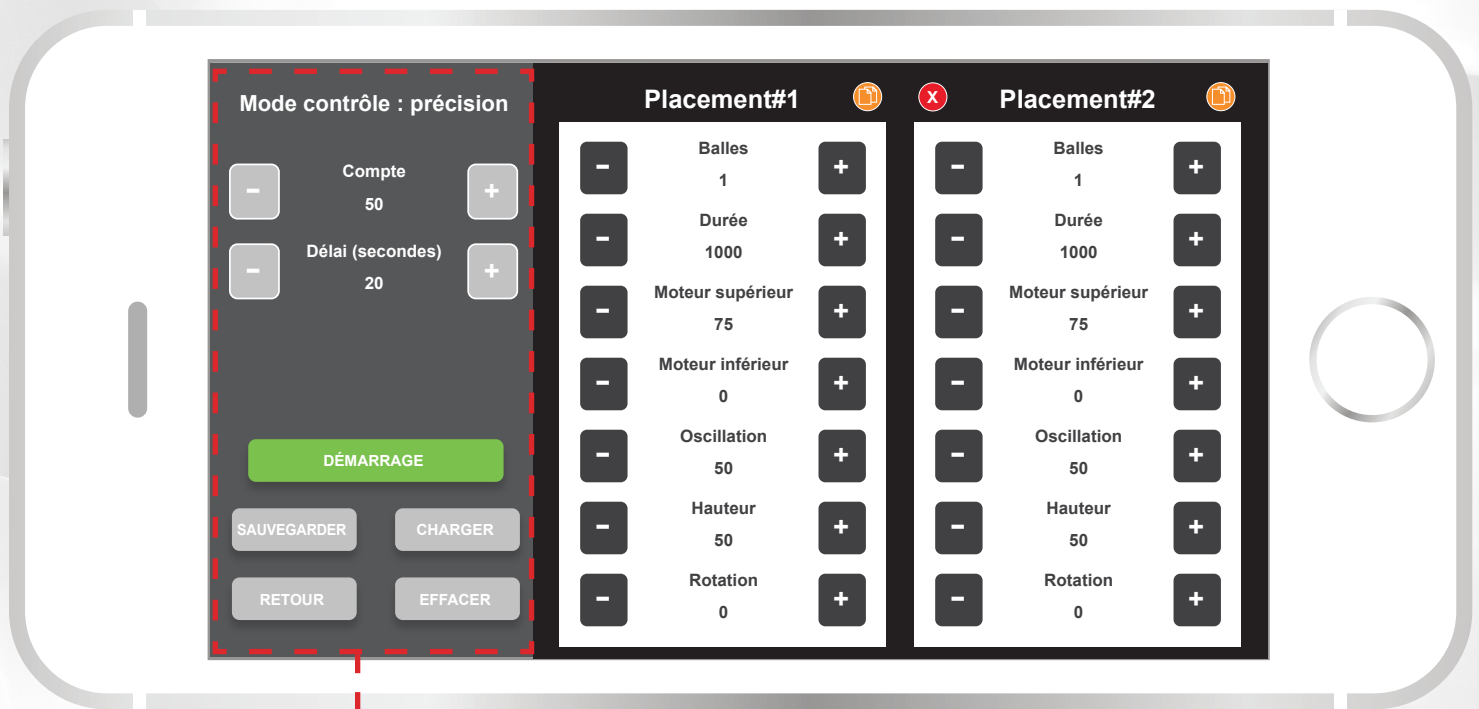 Mode contrôle : précision
-
Compte
50
+
-
Délai (secondes)
20
+
DÉMARRAGE
SAUVEGARDER
CHARGER
RETOUR
EFFACER
Placement#1
-
Balles
1
+
-
Durée
1000
+
-
Moteur supérieur
75
+
-
Moteur inférieur
0
+
-
Oscillation
50
+
-
Hauteur
50
+
-
Rotation
0
+
X
Placement#2
-
Balles
1
+
-
Durée
1000
+
-
Moteur supérieur
75
+
-
Moteur inférieur
0
+
-
Oscillation
50
+
-
Hauteur
50
+
-
Rotation
0
+